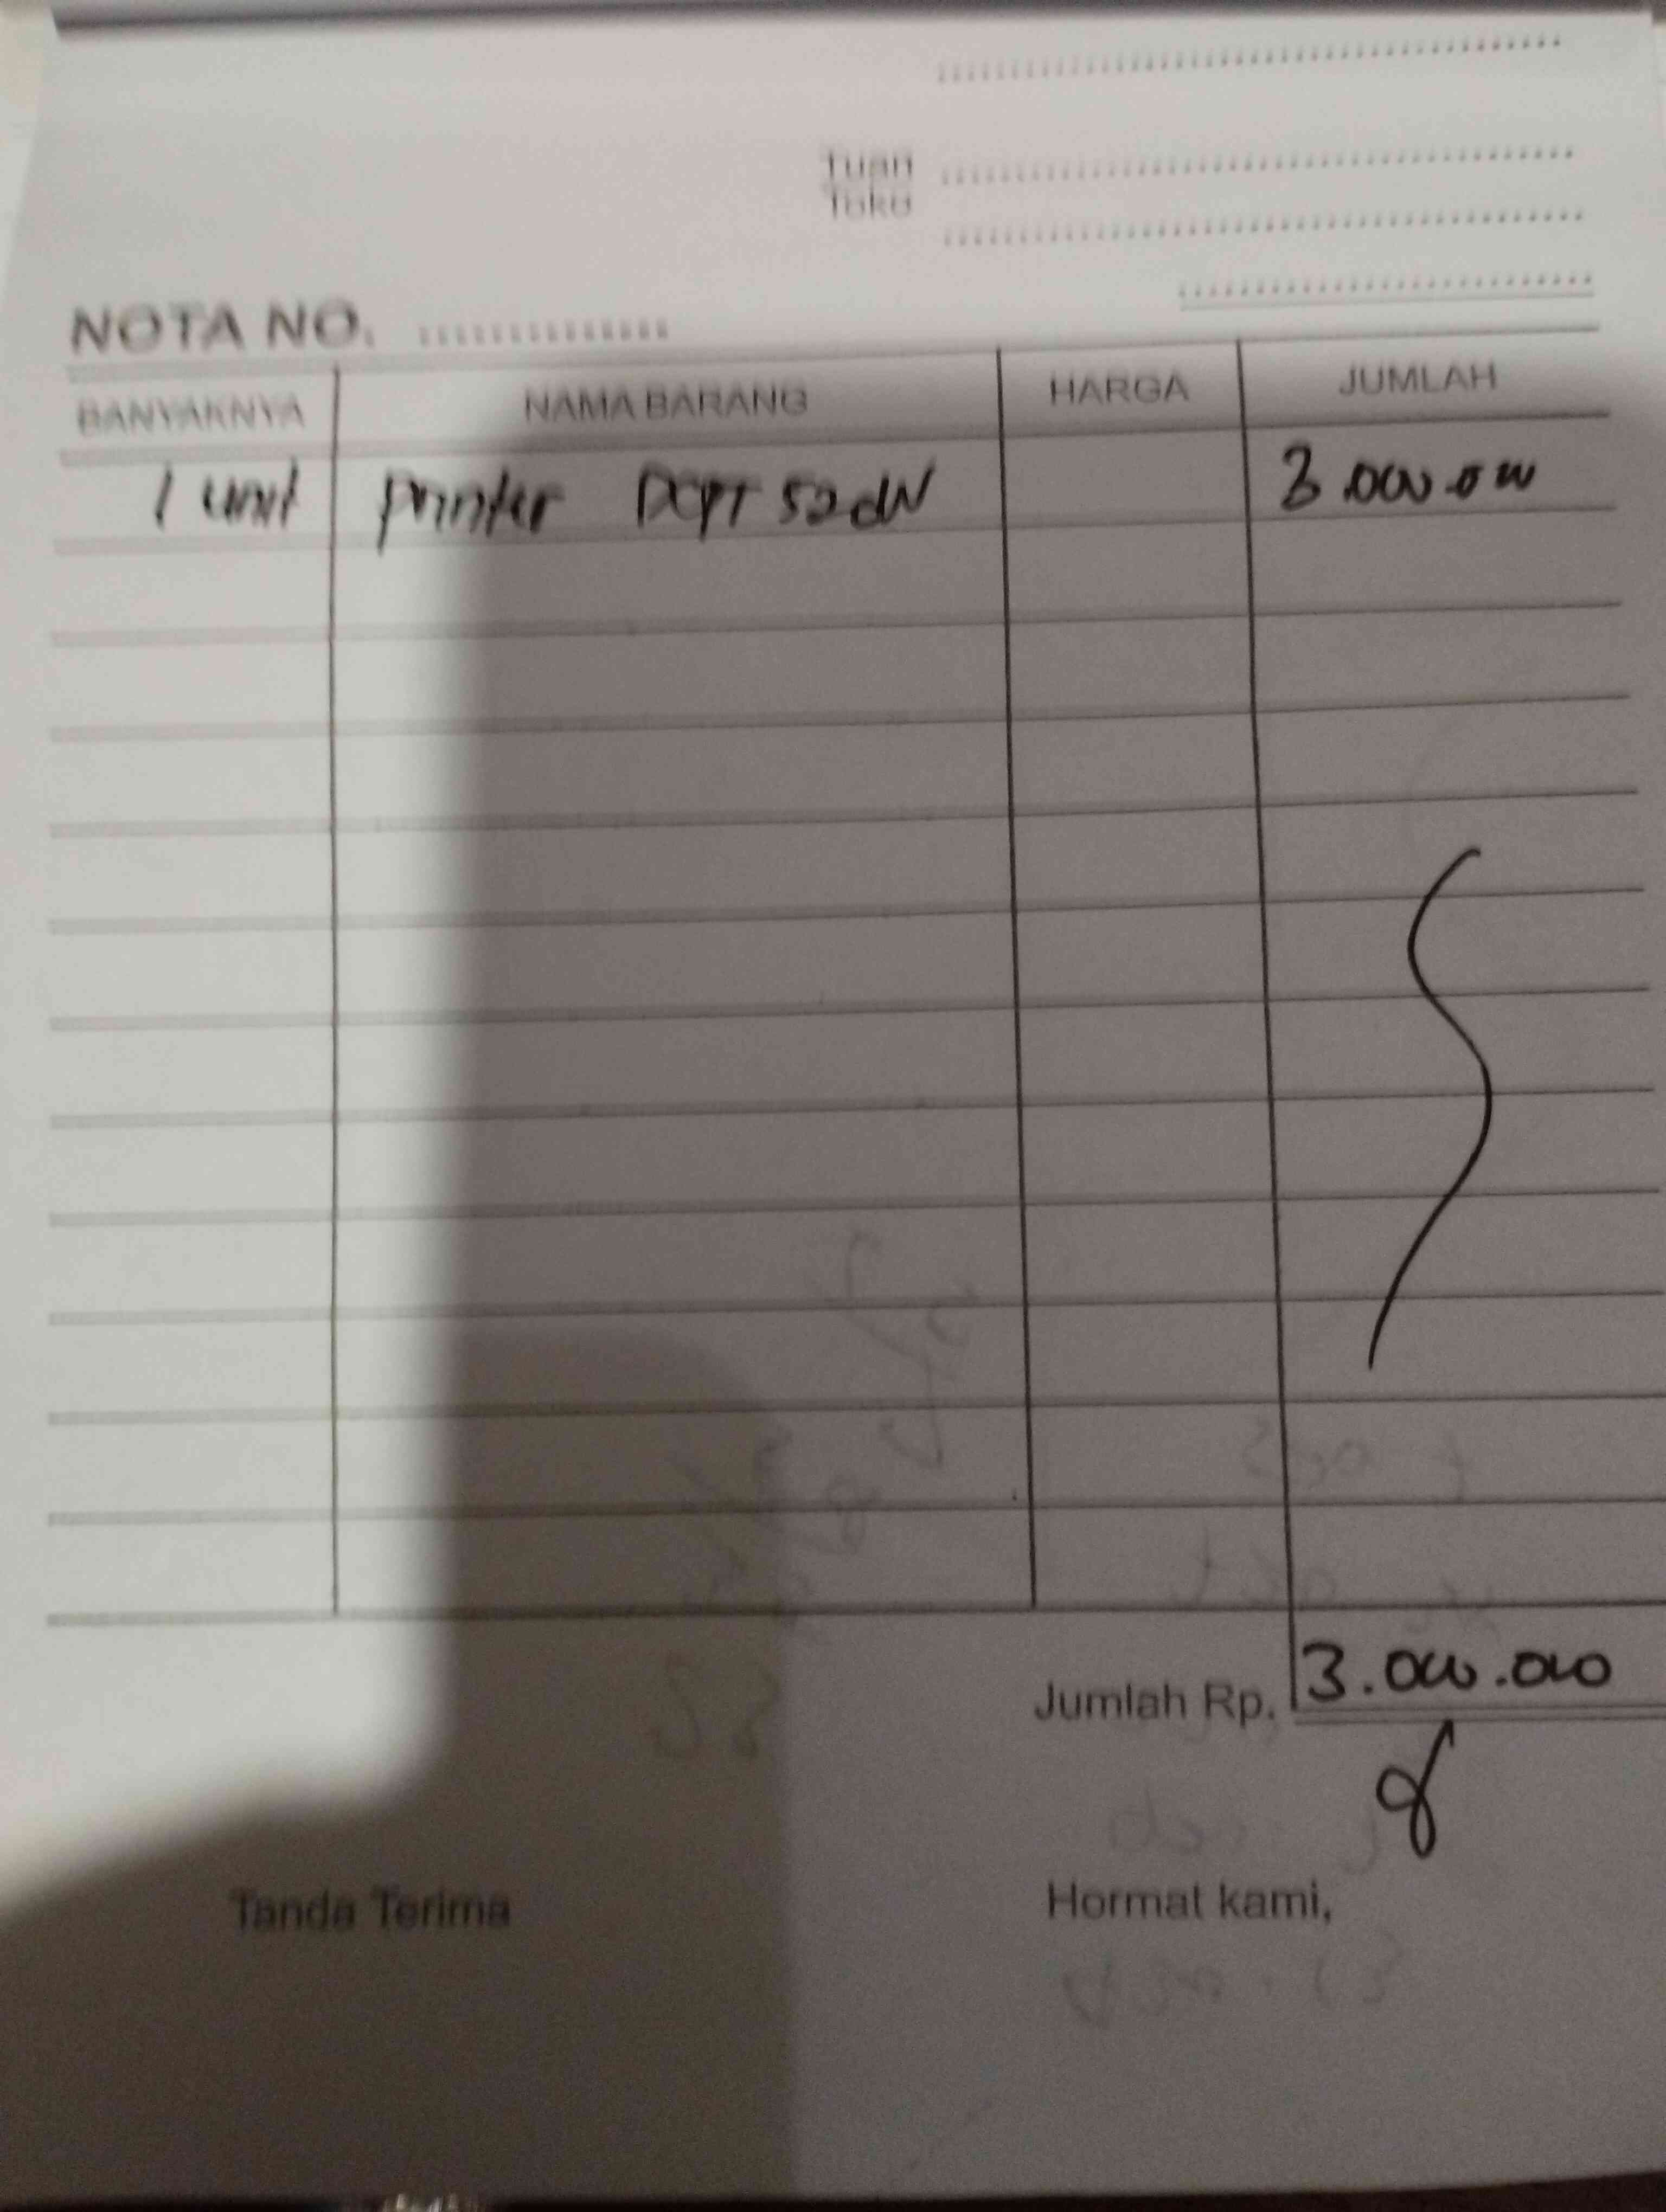 Tuan
Toko
NOTA NO.
BANYAKNYA NAMA BARANG HARGA JUMLAH
1 unit printer DCPT 520dW 3.000.000
Jumlah Rp. 3.000.000
Tanda Terima Hormat kami,